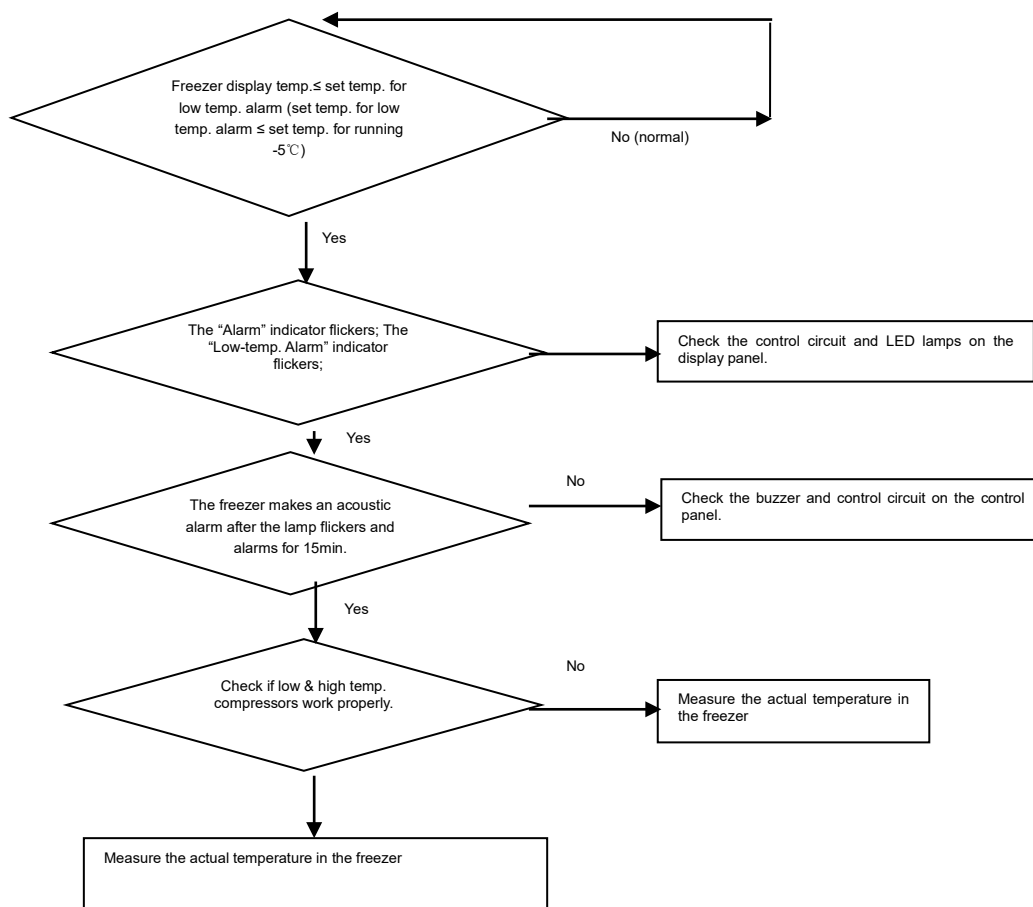 Freezer display temp.≤ set temp. for
low temp. alarm (set temp. for low
temp. alarm ≤ set temp. for running
-5℃)
No (normal)
Yes
The “Alarm” indicator flickers; The
“Low-temp. Alarm” indicator
flickers;
Check the control circuit and LED lamps on the
display panel.
Yes
The freezer makes an acoustic
alarm after the lamp flickers and
alarms for 15min.
No
Check the buzzer and control circuit on the control
panel.
Yes
Check if low & high temp.
compressors work properly.
No
Measure the actual temperature in
the freezer
Measure the actual temperature in the freezer